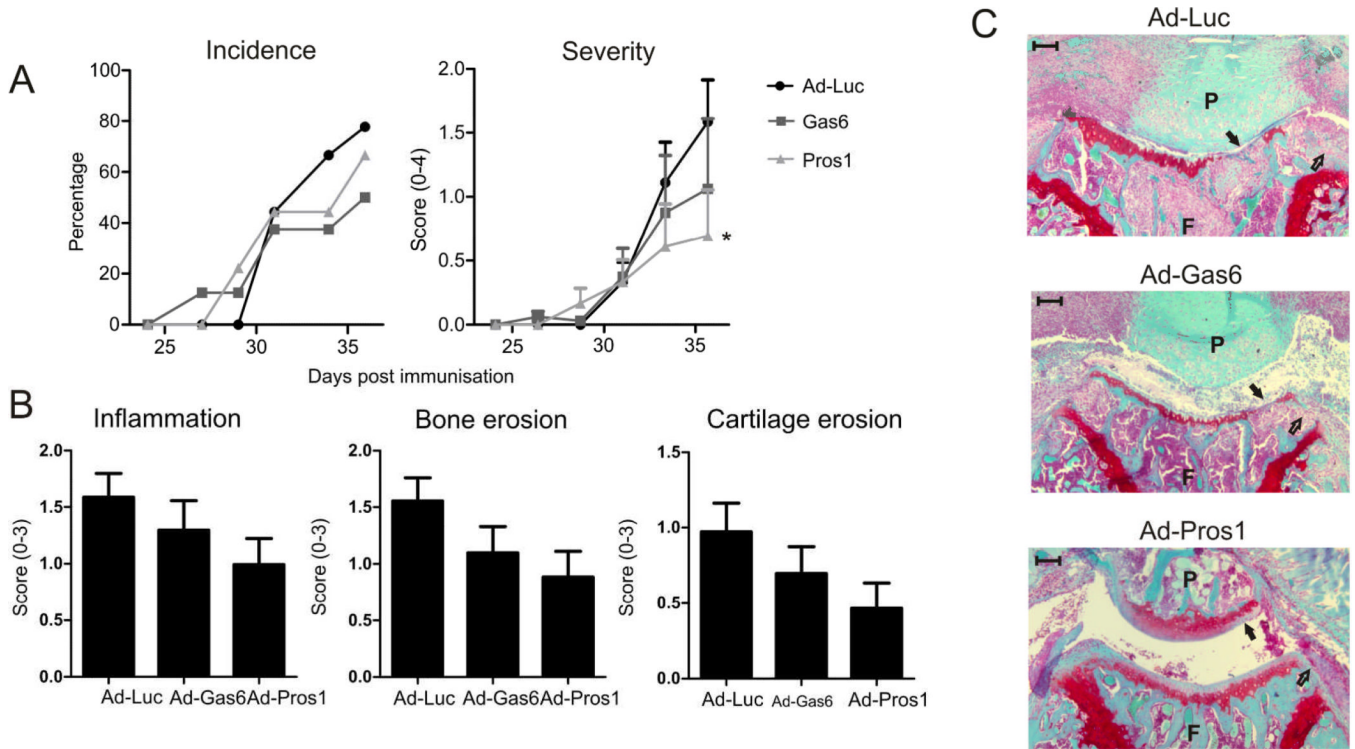 A
Incidence
Percentage
100
80
60
40
20
0
25
30
35
Severity
Score (0-4)
2.0
1.5
1.0
0.5
0.0
25
30
35
*
Days post immunisation
Ad-Luc
Gas6
Pros1
B
Inflammation
Score (0-3)
2.0
1.5
1.0
0.5
0.0
Ad-Luc
Ad-Gas6
Ad-Pros1
Bone erosion
Score (0-3)
2.0
1.5
1.0
0.5
0.0
Ad-Luc
Ad-Gas6
Ad-Pros1
Cartilage erosion
Score (0-3)
1.5
1.0
0.5
0.0
Ad-Luc
Ad-Gas6
Ad-Pros1
C
Ad-Luc
P
F
Ad-Gas6
P
F
Ad-Pros1
P
F